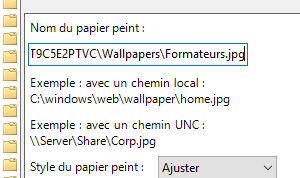 Nom du papier peint :
T9C5E2PTVC\Wallpapers\Formateurs.jpg
Exemple : avec un chemin local :
C:\windows\web\wallpaper\home.jpg
Exemple : avec un chemin UNC :
\\Server\Share\Corp.jpg
Style du papier peint : Ajuster